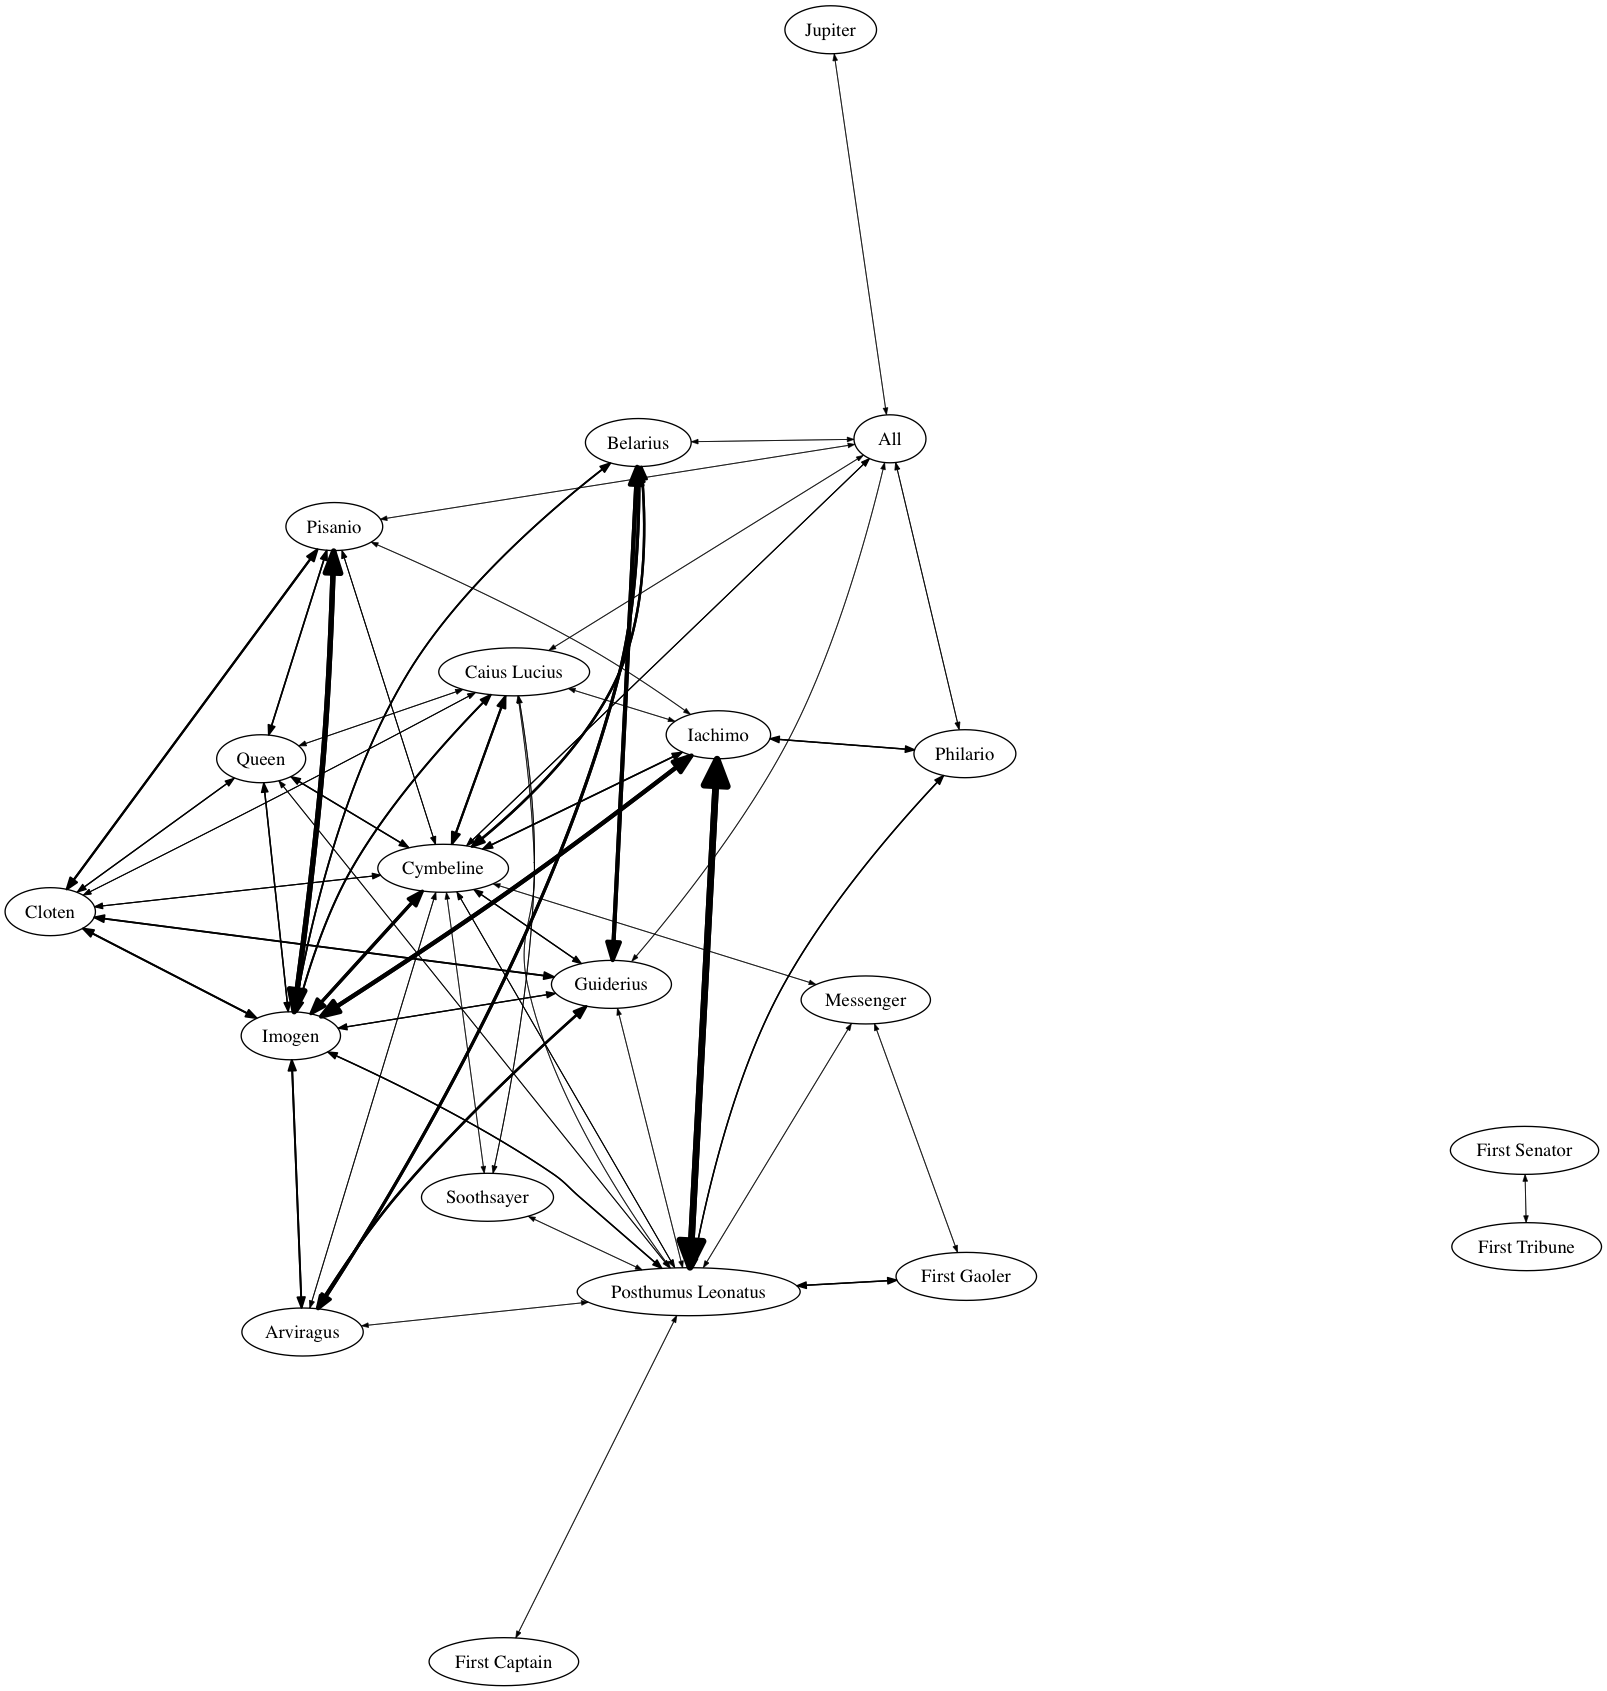 Jupiter
All
Belarius
Pisanio
Caius Lucius
Iachimo
Philario
Queen
Cymbeline
Cloten
Guiderius
Messenger
Imogen
First Senator
Soothsayer
First Tribune
First Gaoler
Posthumus Leonatus
Arviragus
First Captain